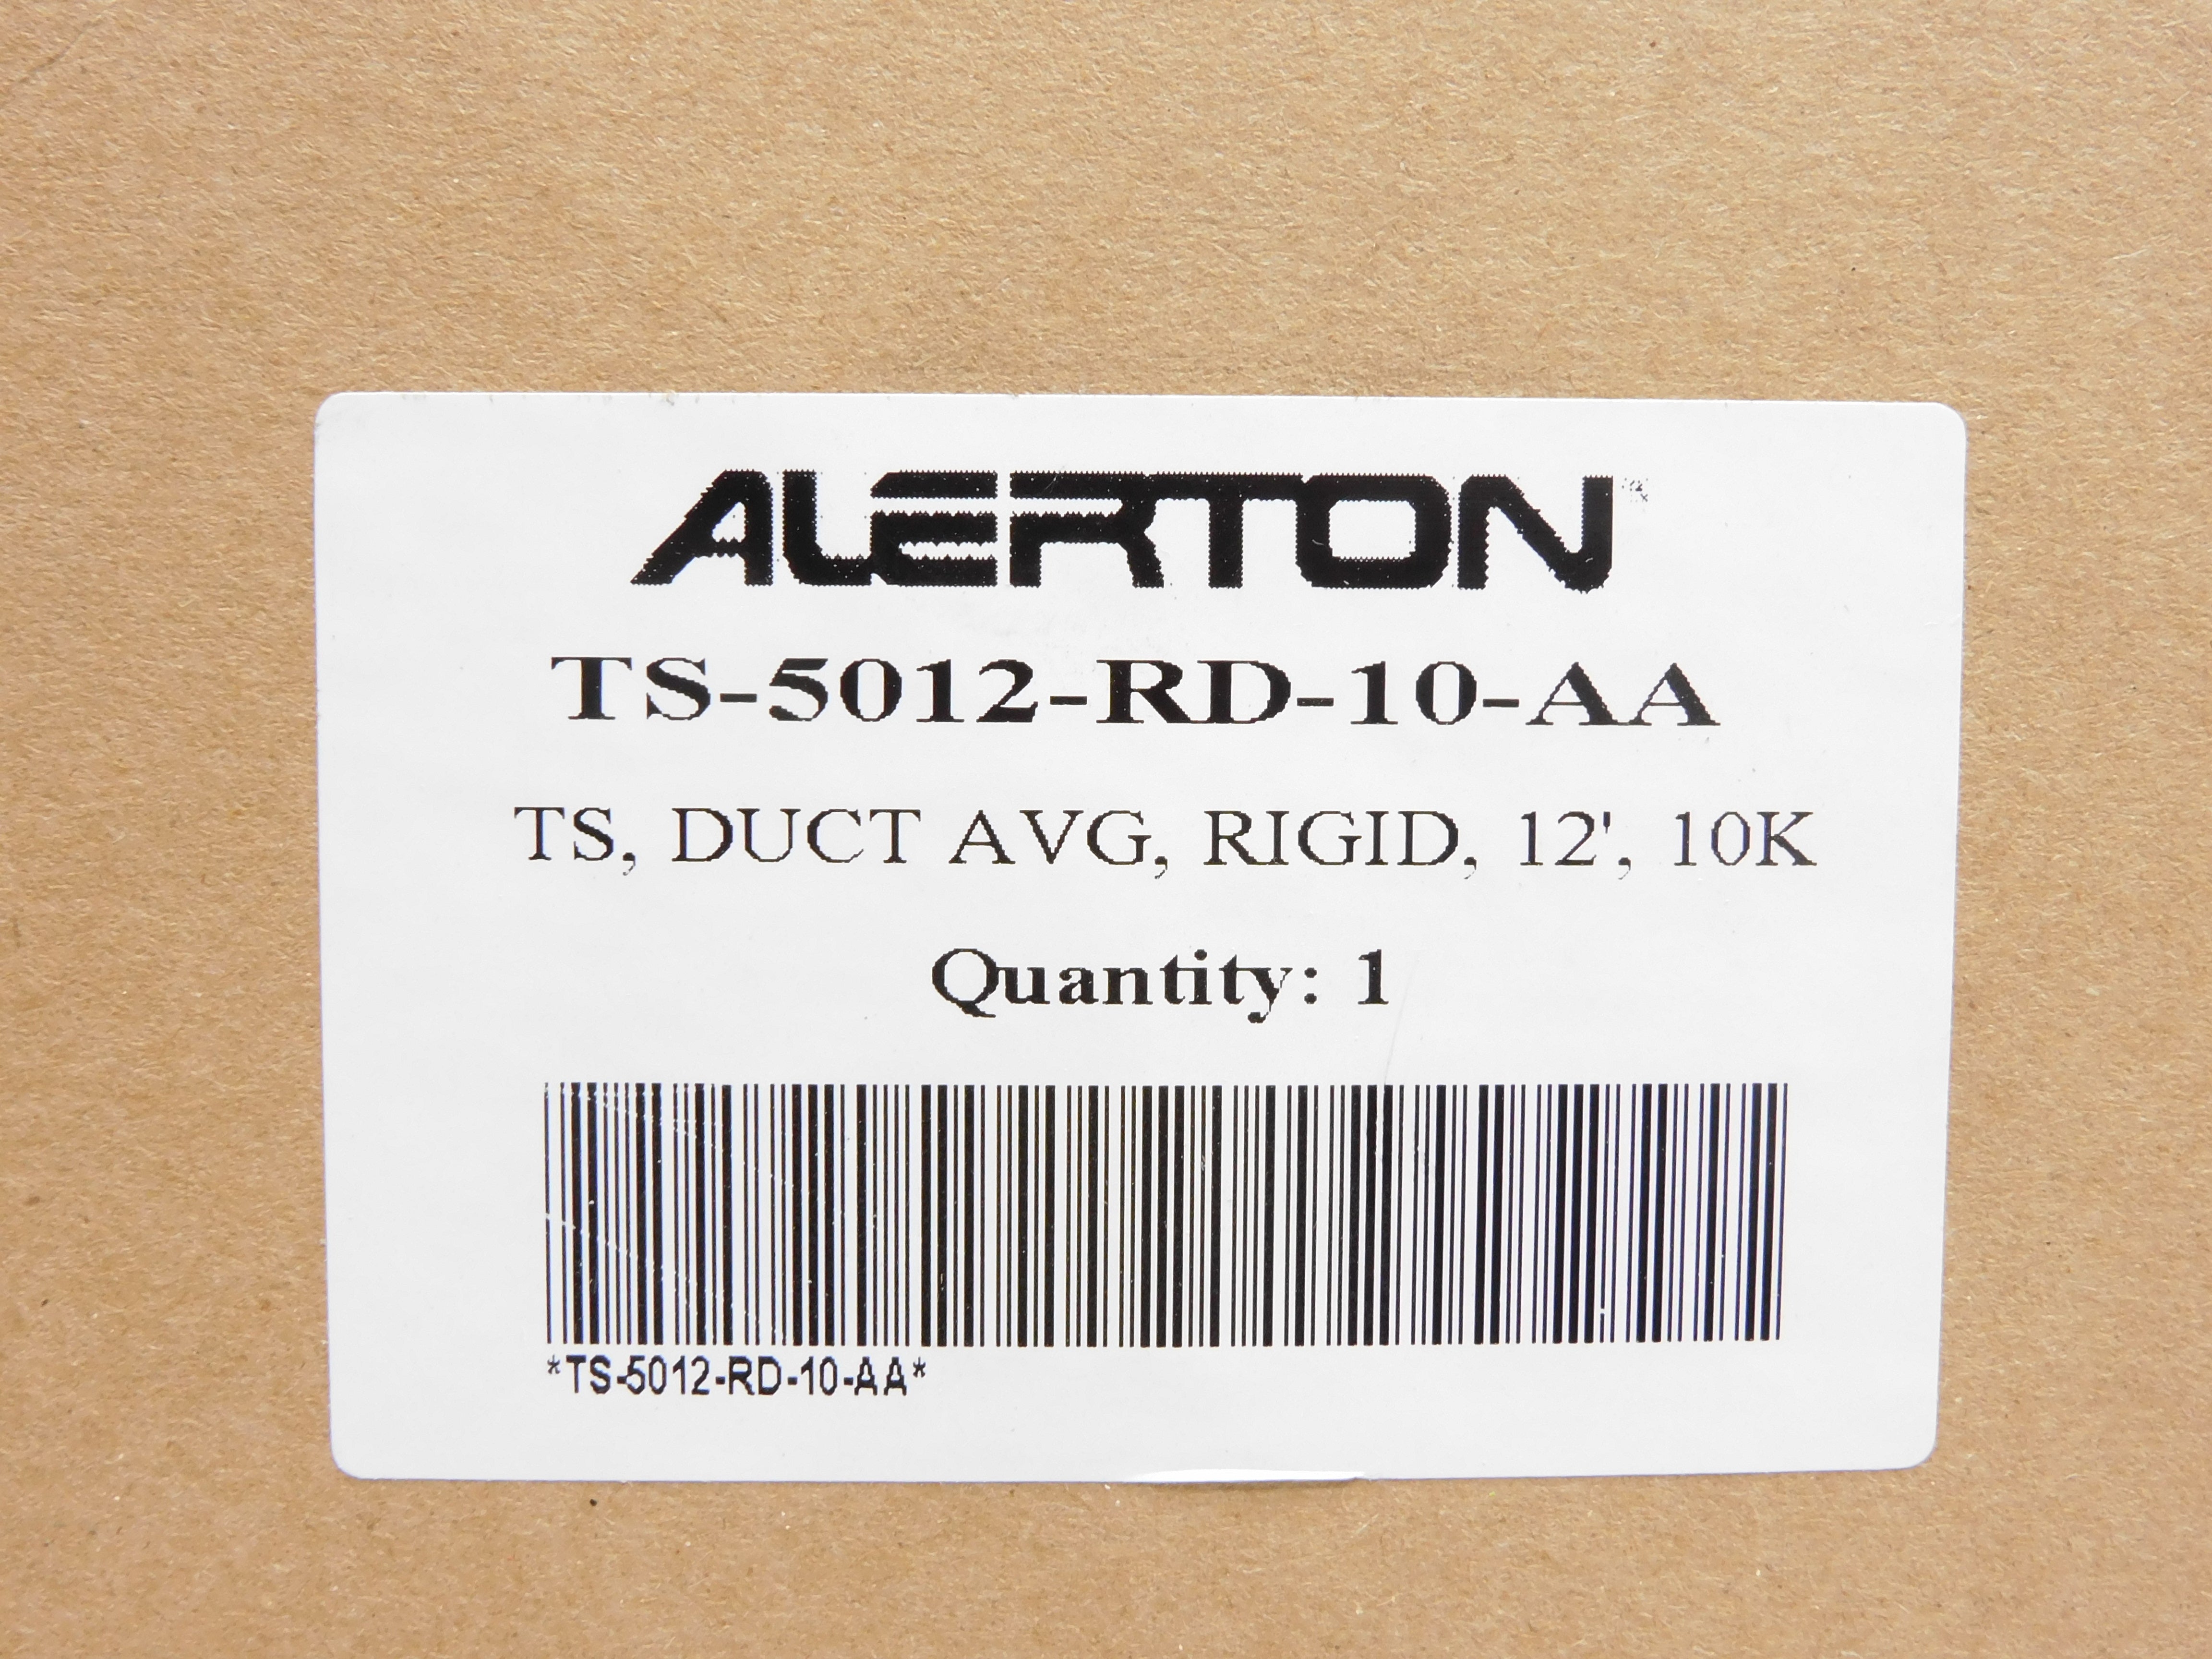 ALERTON
TS-5012-RD-10-AA
TS, DUCT AVG, RIGID, 12', 10K
Quantity: 1
*TS-5012-RD-10-AA*